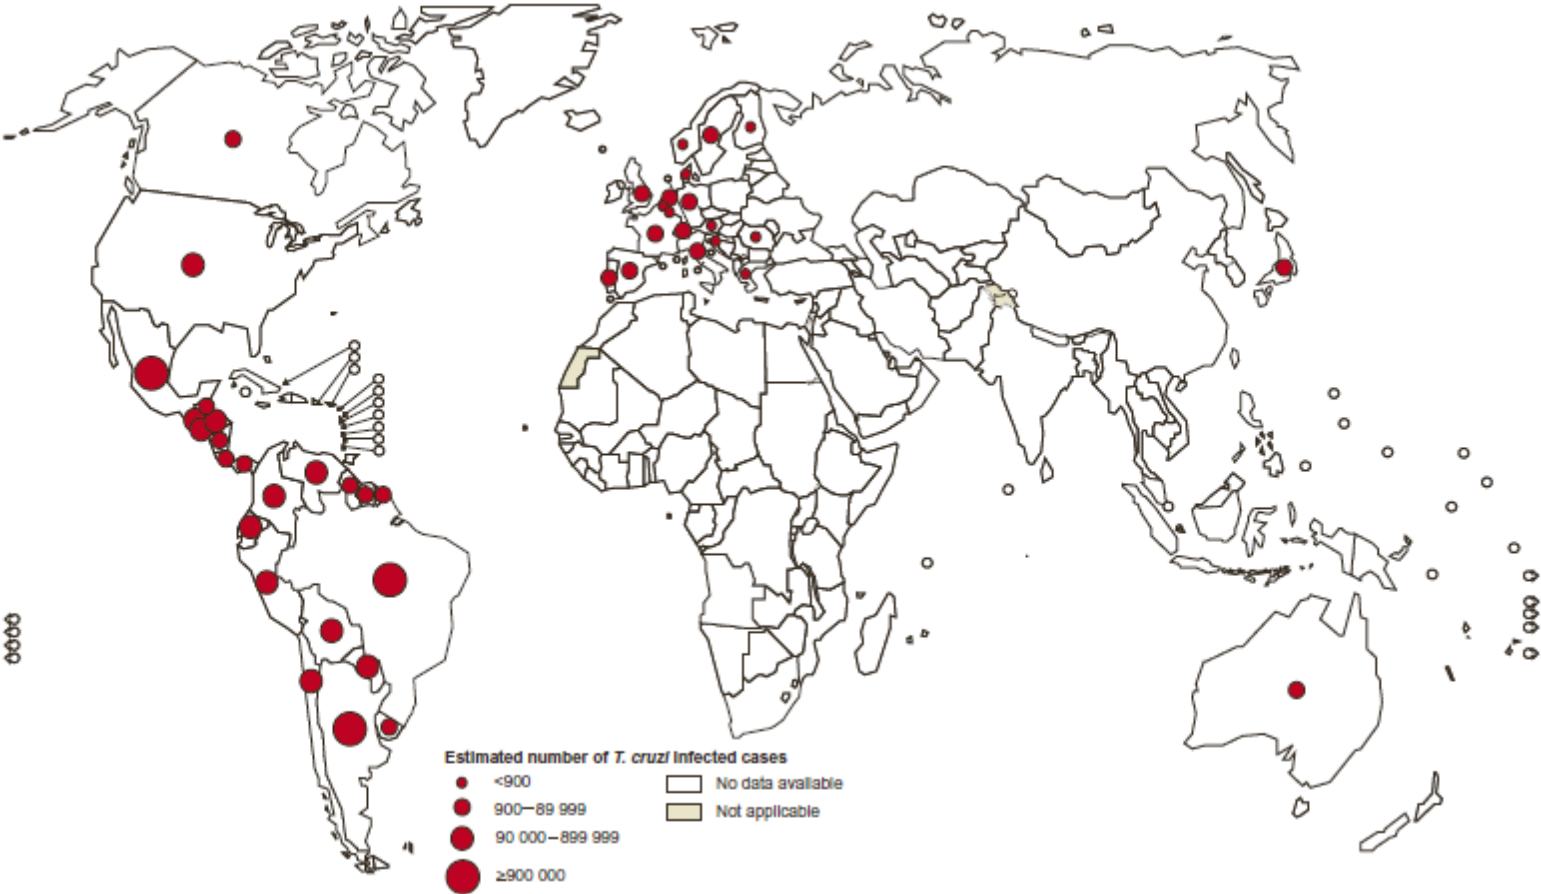 Estimated number of T. cruzi infected cases
<900
900–89 999
90 000–899 999
≥900 000
No data available
Not applicable